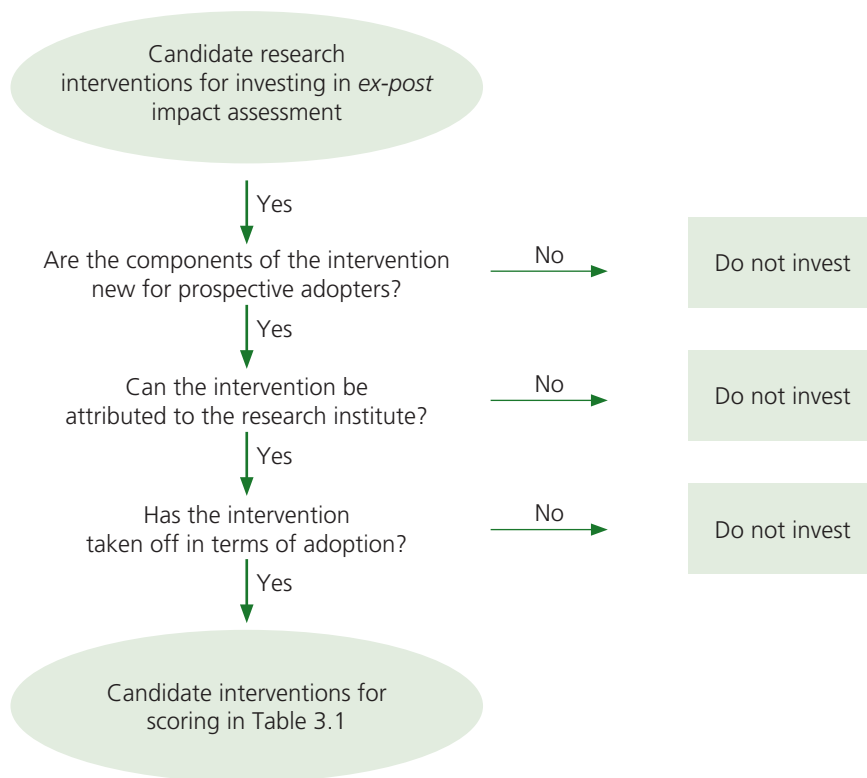 Candidate research
interventions for investing in ex-post
impact assessment
Yes
Are the components of the intervention
new for prospective adopters?
No
Do not invest
Yes
Can the intervention be
attributed to the research institute?
No
Do not invest
Yes
Has the intervention
taken off in terms of adoption?
No
Do not invest
Yes
Candidate interventions for
scoring in Table 3.1